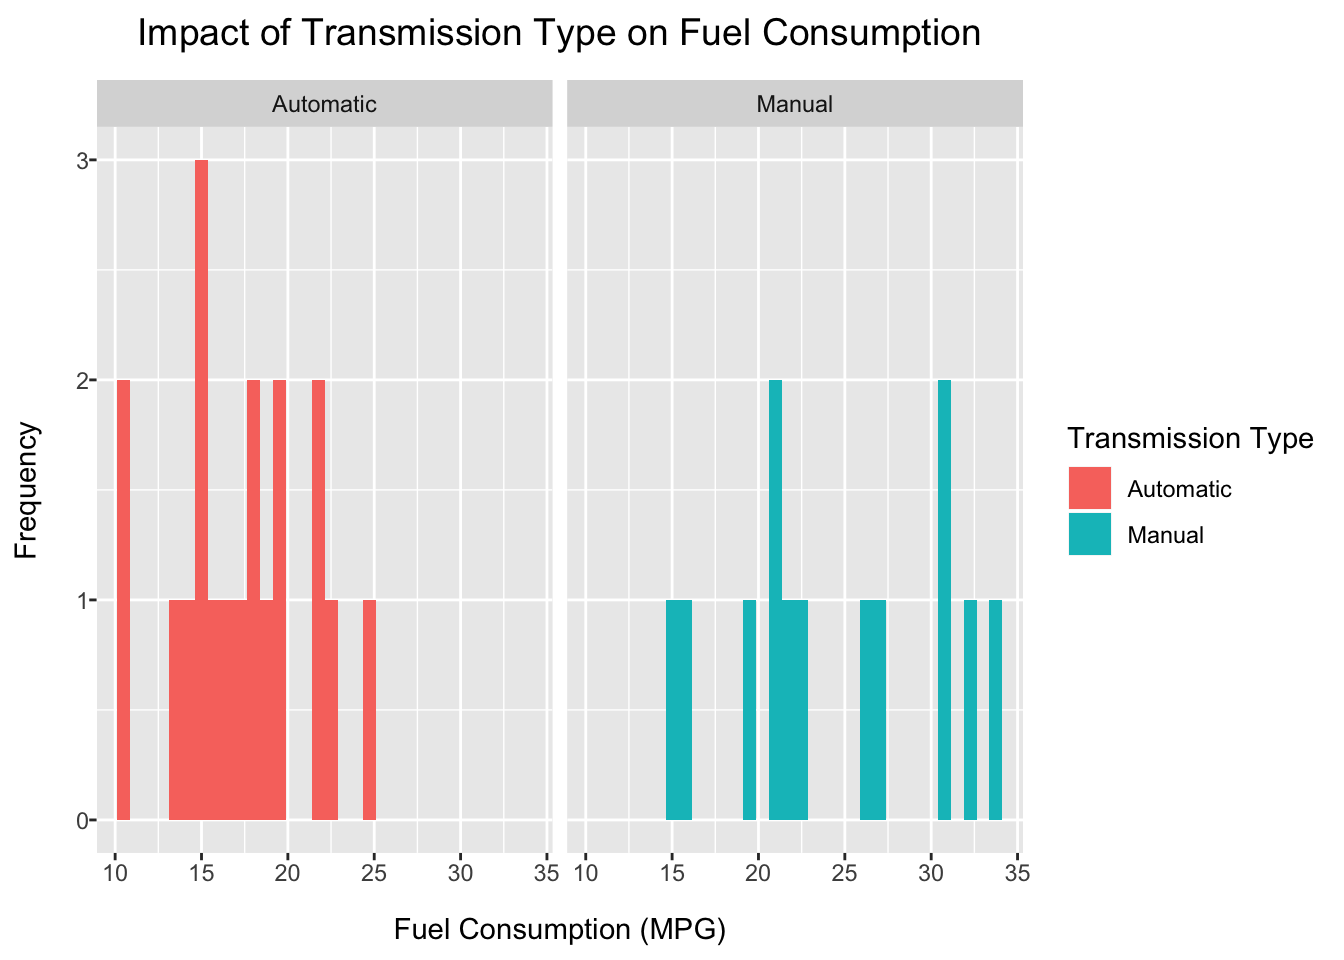 Impact of Transmission Type on Fuel Consumption
Automatic Manual
3
2
1
0
10 15 20 25 30 35 10 15 20 25 30 35
Frequency
Fuel Consumption (MPG)
Transmission Type
Automatic
Manual